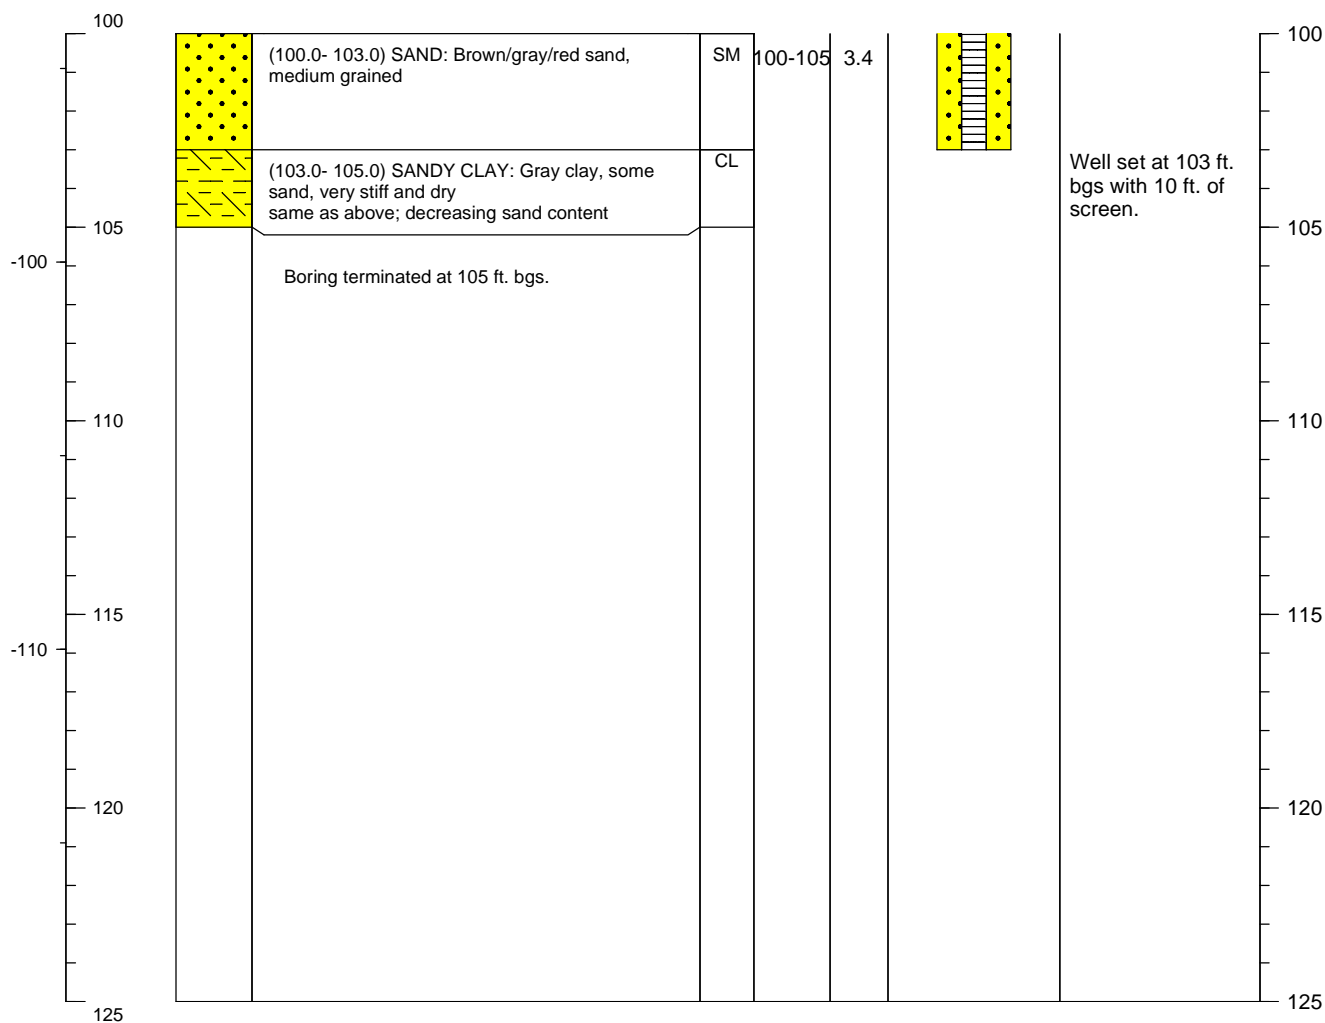 100
100
(100.0- 103.0) SAND: Brown/gray/red sand,
medium grained
SM
100-105
3.4
(103.0- 105.0) SANDY CLAY: Gray clay, some
sand, very stiff and dry
same as above; decreasing sand content
CL
Well set at 103 ft.
bgs with 10 ft. of
screen.
105
105
-100
Boring terminated at 105 ft. bgs.
110
110
115
115
-110
120
120
125
125